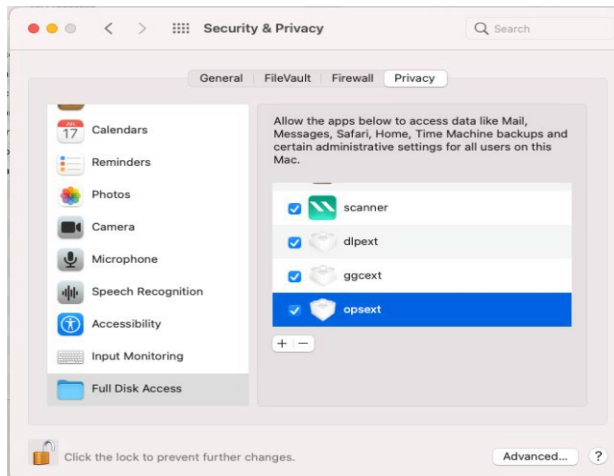 Security & Privacy
Search
General
FileVault
Firewall
Privacy
JUL
17
Calendars
Reminders
Photos
Camera
Microphone
Speech Recognition
Accessibility
Input Monitoring
Full Disk Access
Allow the apps below to access data like Mail,
Messages, Safari, Home, Time Machine backups and
certain administrative settings for all users on this
Mac.
scanner
dlpext
ggcext
opsext
+ −
Click the lock to prevent further changes.
Advanced...
?